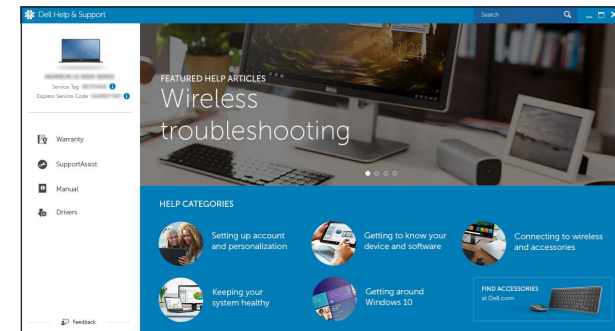 Dell Help & Support
Search
Service Tag
Express Service Code
Warranty
SupportAssist
Manual
Drivers
Feedback
FEATURED HELP ARTICLES
Wireless
troubleshooting
HELP CATEGORIES
Setting up account
and personalization
Getting to know your
device and software
Connecting to wireless
and accessories
Keeping your
system healthy
Getting around
Windows 10
FIND ACCESSORIES
at Dell.com